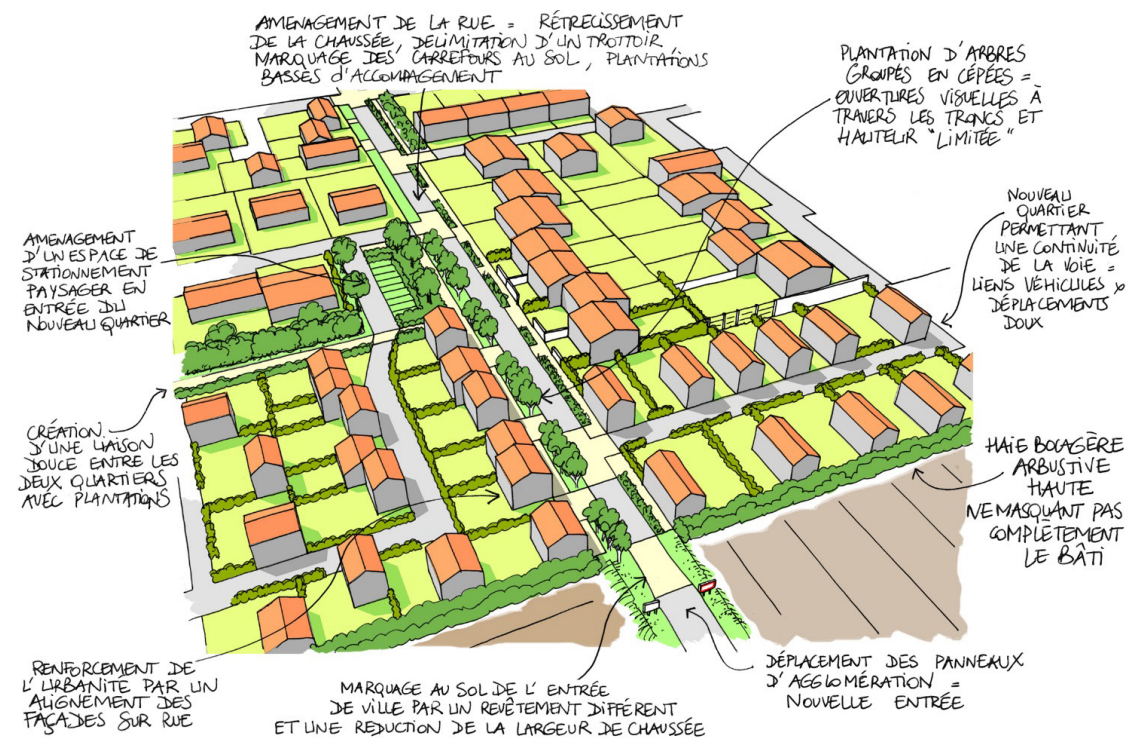 AMENAGEMENT DE LA RUE = RÉTRECISSEMENT
DE LA CHAUSSÉE, DELIMITATION D'UN TROTTOIR
MARQUAGE DES CARREFOURS AU SOL, PLANTATIONS
BASSES d'ACCOMPAGEMENT
PLANTATION D'ARBRES
GROUPÉS EN CÉPÉES =
OUVERTURES VISUELLES À
TRAVERS LES TRONCS ET
HAUTEUR "LIMITÉE"
NOUVEAU
QUARTIER
PERMETTANT
UNE CONTINUITÉ
DE LA VOIE =
LIENS VÉHICULES &
DÉPLACEMENTS
DOUX
AMENAGEMENT
D'UN ESPACE DE
STATIONNEMENT
PAYSAGER EN
ENTRÉE DU
NOUVEAU QUARTIER
CRÉATION
D'UNE LIAISON
DOUCE ENTRE LES
DEUX QUARTIERS
AVEC PLANTATIONS
HAIE BOCAGÈRE
ARBUSTIVE
HAUTE
NE MASQUANT PAS
COMPLÈTEMENT
LE BÂTI
RENFORCEMENT DE
L'URBANITÉ PAR UN
ALIGNEMENT DES
FAÇADES SUR RUE
MARQUAGE AU SOL DE L'ENTRÉE
DE VILLE PAR UN REVÊTEMENT DIFFÉRENT
ET UNE REDUCTION DE LA LARGEUR DE CHAUSSÉE
DÉPLACEMENT DES PANNEAUX
D'AGGLOMÉRATION =
NOUVELLE ENTRÉE